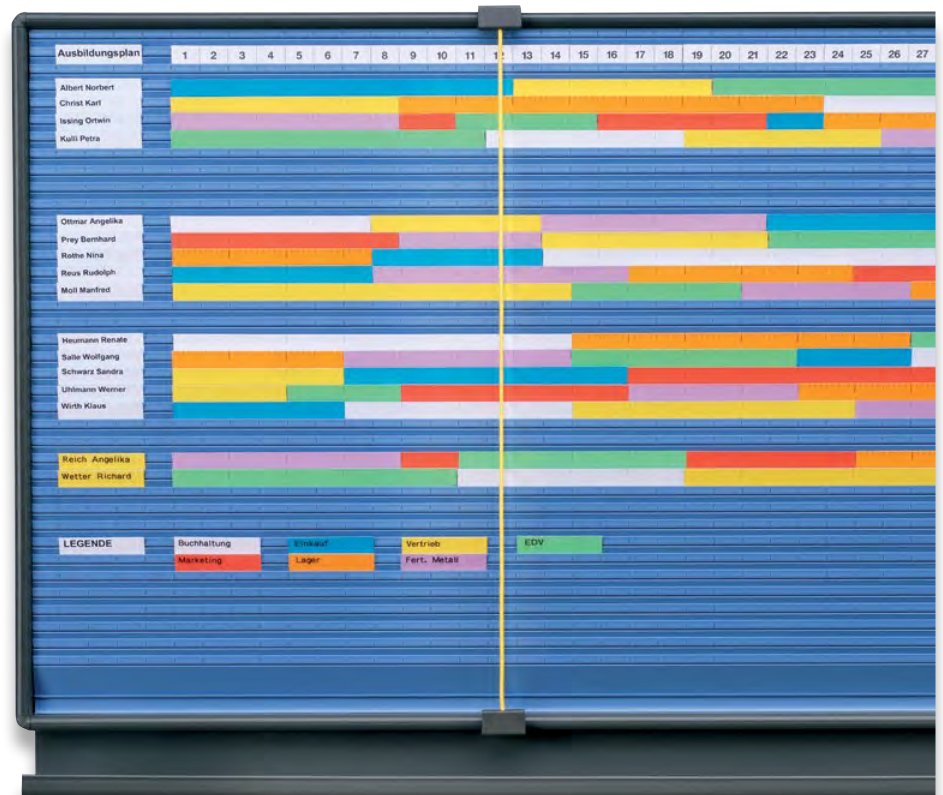 Ausbildungsplan 1 2 3 4 5 6 7 8 9 10 11 12 13 14 15 16 17 18 19 20 21 22 23 24 25 26 27
Albert Norbert
Christ Karl
Issing Ortwin
Kulli Petra
Ottmar Angelika
Prey Bernhard
Rothe Nina
Reus Rudolph
Moll Manfred
Heumann Renate
Salle Wolfgang
Schwarz Sandra
Uhlmann Werner
Wirth Klaus
Reich Angelika
Wetter Richard
LEGENDE Buchhaltung Einkauf Vertrieb EDV
Marketing Lager Fert. Metall